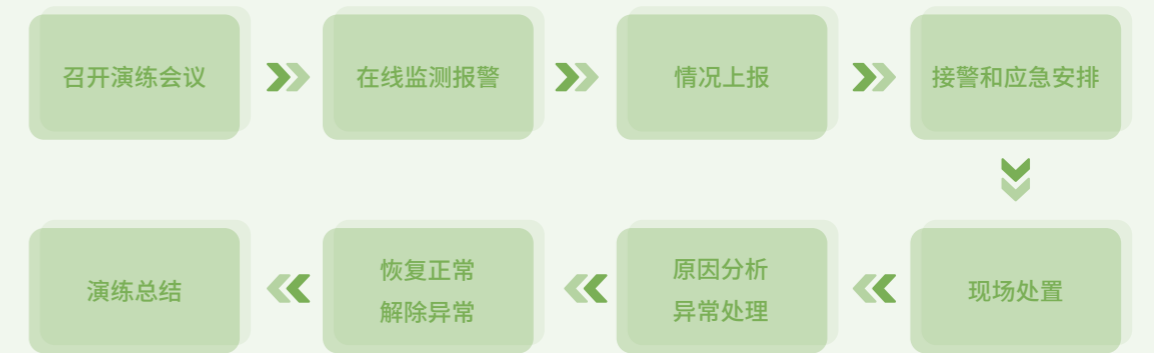 召开演练会议
在线监测报警
情况上报
接警和应急安排
现场处置
原因分析
异常处理
恢复正常
解除异常
演练总结